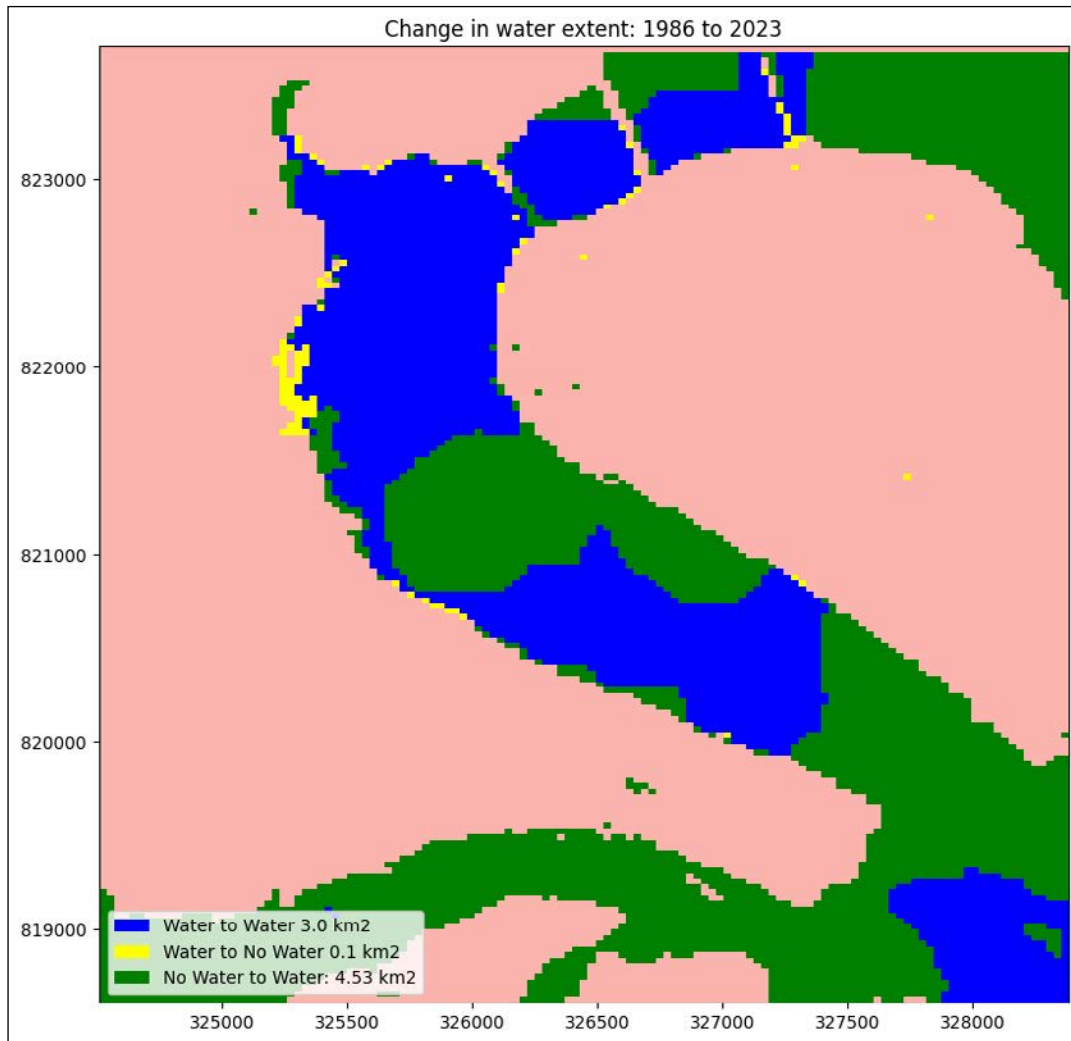 Change in water extent: 1986 to 2023
823000
822000
821000
820000
819000
Water to Water 3.0 km2
Water to No Water 0.1 km2
No Water to Water: 4.53 km2
325000 325500 326000 326500 327000 327500 328000